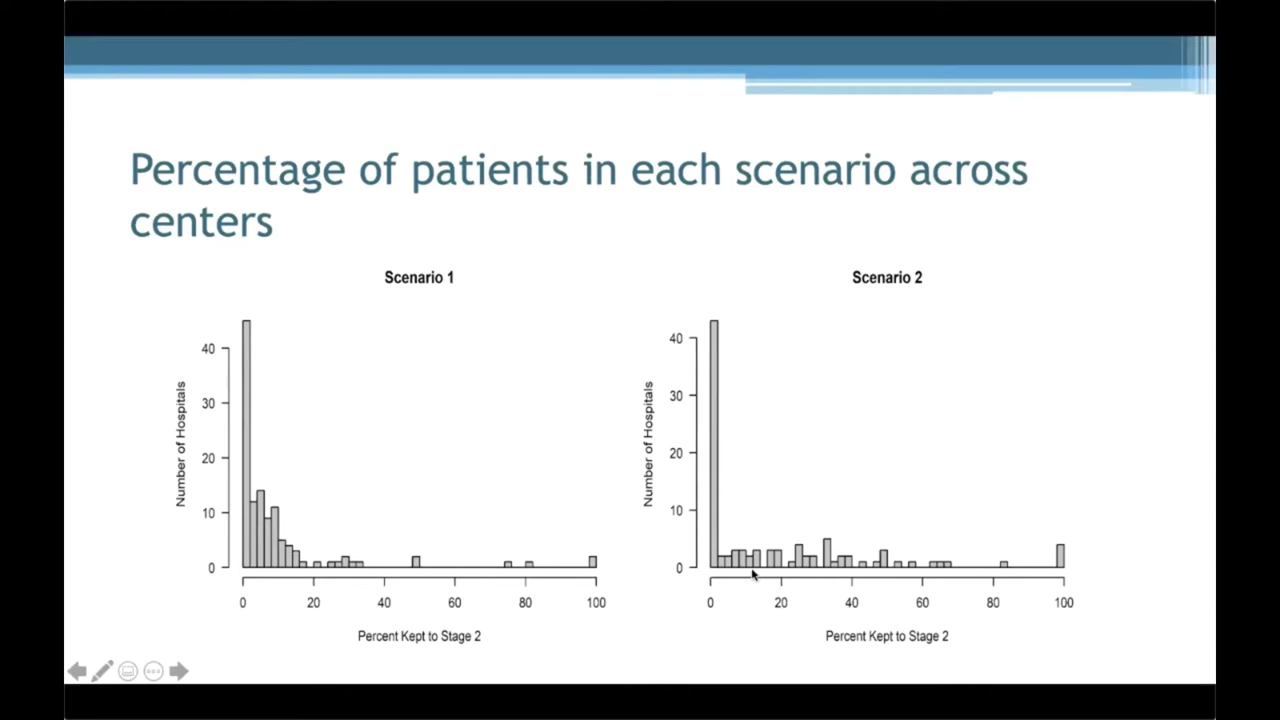 Percentage of patients in each scenario across
centers
Scenario 1
Number of Hospitals
40
30
20
10
0
0 20 40 60 80 100
Percent Kept to Stage 2
Scenario 2
Number of Hospitals
40
30
20
10
0
0 20 40 60 80 100
Percent Kept to Stage 2